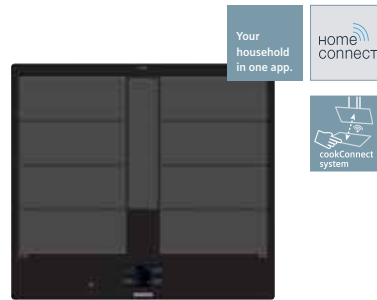 Your
household
in one app.
HOME
CONNECT
cookConnect
system